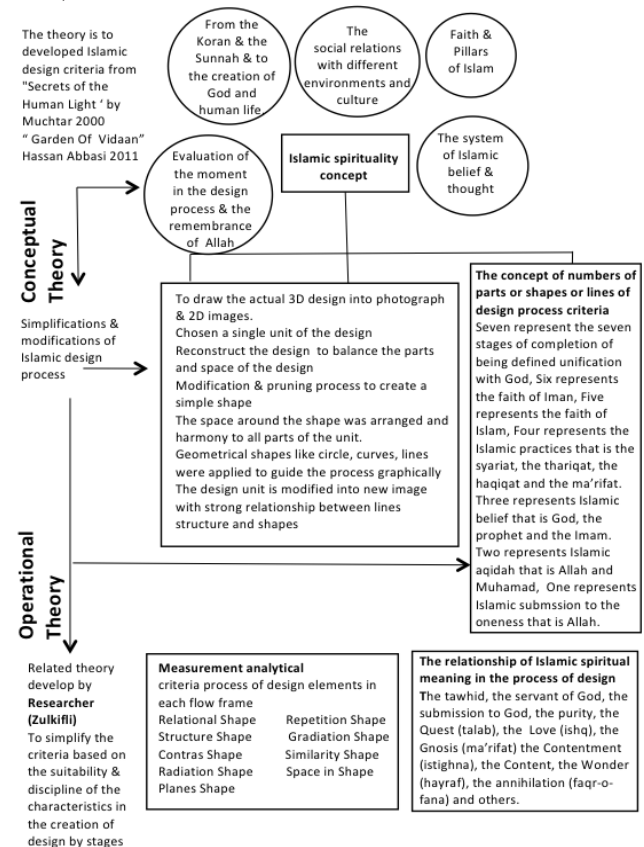 The theory is to
developed Islamic
design criteria from
"Secrets of the
Human Light ‘ by
Muchtar 2000
“ Garden Of Vidaan”
Hassan Abbasi 2011
From the
Koran & the
Sunnah & to
the creation of
God and
human life.
The
social relations
with different
environments and
culture
Faith &
Pillars
of Islam
Evaluation of
the moment
in the design
process & the
remembrance
of Allah
Islamic spirituality
concept
The system
of Islamic
belief &
thought
Conceptual
Theory
Simplifications &
modifications of
Islamic design
process
To draw the actual 3D design into photograph
& 2D images.
Chosen a single unit of the design
Reconstruct the design to balance the parts
and space of the design
Modification & pruning process to create a
simple shape
The space around the shape was arranged and
harmony to all parts of the unit.
Geometrical shapes like circle, curves, lines
were applied to guide the process graphically
The design unit is modified into new image
with strong relationship between lines
structure and shapes
The concept of numbers of
parts or shapes or lines of
design process criteria
Seven represent the seven
stages of completion of
being defined unification
with God, Six represents
the faith of Iman, Five
represents the faith of
Islam, Four represents the
Islamic practices that is the
syariat, the thariqat, the
haqiqat and the ma’rifat.
Three represents Islamic
belief that is God, the
prophet and the Imam.
Two represents Islamic
aqidah that is Allah and
Muhamad, One represents
Islamic submssion to the
oneness that is Allah.
Operational
Theory
Related theory
develop by
Researcher
(Zulkifli)
To simplify the
criteria based on
the suitability &
discipline of the
characteristics in
the creation of
design by stages
Measurement analytical
criteria process of design elements in
each flow frame
Relational Shape Repetition Shape
Structure Shape Gradiation Shape
Contras Shape Similarity Shape
Radiation Shape Space in Shape
Planes Shape
The relationship of Islamic spiritual
meaning in the process of design
The tawhid, the servant of God, the
submission to God, the purity, the
Quest (talab), the Love (ishq), the
Gnosis (ma’rifat) the Contentment
(istighna), the Content, the Wonder
(hayraf), the annihilation (faqr-o-
fana) and others.